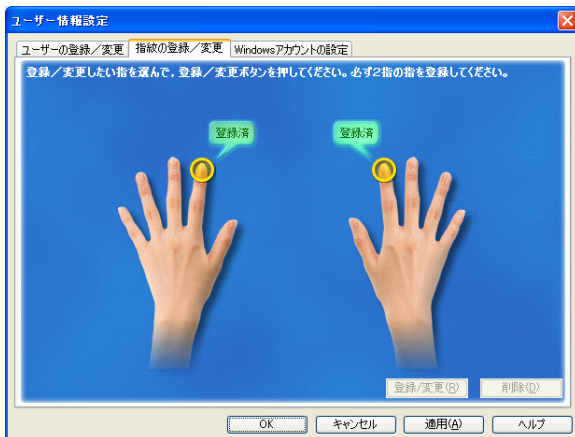 ユーザー情報設定
ユーザーの登録／変更 指紋の登録／変更 Windowsアカウントの設定
登録／変更したい指を選んで，登録／変更ボタンを押してください。必ず2指の指を登録してください。
登録済 登録済
登録/変更(R) 削除(D)
OK キャンセル 適用(A) ヘルプ